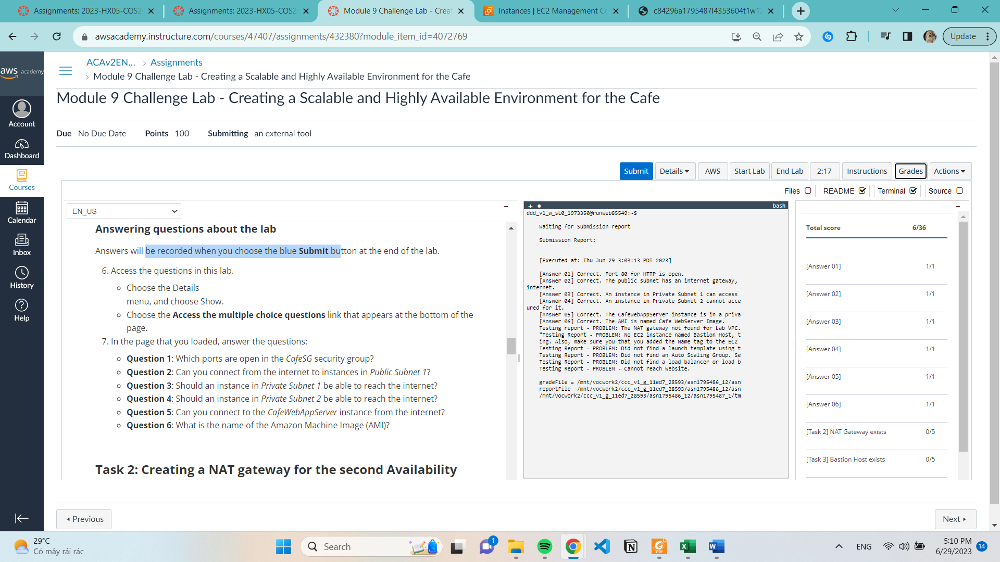 Assignments: 2023-HX05-COS2
Assignments: 2023-HX05-COS2
Module 9 Challenge Lab - Creat
Instances | EC2 Management Co
c84296a1795487l4353604t1w12
awsacademy.instructure.com/courses/47407/assignments/432380?module_item_id=4072769
Update
aws academy
Account
Dashboard
Courses
Calendar
Inbox
History
Help
ACAv2EN... > Assignments
> Module 9 Challenge Lab - Creating a Scalable and Highly Available Environment for the Cafe
Module 9 Challenge Lab - Creating a Scalable and Highly Available Environment for the Cafe
Due No Due Date Points 100 Submitting an external tool
Submit Details AWS Start Lab End Lab 2:17 Instructions Grades Actions
Files README Terminal Source
EN_US
Answering questions about the lab
Answers will be recorded when you choose the blue Submit button at the end of the lab.
6. Access the questions in this lab.
Choose the Details
menu, and choose Show.
Choose the Access the multiple choice questions link that appears at the bottom of the
page.
7. In the page that you loaded, answer the questions:
Question 1: Which ports are open in the CafeSG security group?
Question 2: Can you connect from the internet to instances in Public Subnet 1?
Question 3: Should an instance in Private Subnet 1 be able to reach the internet?
Question 4: Should an instance in Private Subnet 2 be able to reach the internet?
Question 5: Can you connect to the CafeWebAppServer instance from the internet?
Question 6: What is the name of the Amazon Machine Image (AMI)?
Task 2: Creating a NAT gateway for the second Availability
+ bash
ddd_v1_w_sL0_1973350@runweb85549:~$
Waiting for Submission report
Submission Report:
[Executed at: Thu Jun 29 3:03:13 PDT 2023]
[Answer 01] Correct. Port 80 for HTTP is open.
[Answer 02] Correct. The public subnet has an internet gateway,
internet.
[Answer 03] Correct. An instance in Private Subnet 1 can access
[Answer 04] Correct. An instance in Private Subnet 2 cannot acce
ured for it.
[Answer 05] Correct. The CafeWebAppServer instance is in a priva
[Answer 06] Correct. The AMI is named Cafe WebServer Image.
Testing report - PROBLEM: The NAT gateway not found for Lab VPC.
"Testing Report - PROBLEM: No EC2 instance named Bastion Host, t
ing. Also, make sure you that you added the Name tag to the EC2
Testing Report - PROBLEM: Did not find a launch template using t
Testing Report - PROBLEM: Did not find an Auto Scaling Group. Se
Testing Report - PROBLEM: Did not find a load balancer or load b
Testing Report - PROBLEM - Cannot reach website.
gradeFile = /mnt/vocwork2/ccc_v1_g_11ed7_28593/asn1795486_12/asn
reportFile =/mnt/vocwork2/ccc_v1_g_11ed7_28593/asn1795486_12/asn
/mnt/vocwork2/ccc_v1_g_11ed7_28593/asn1795486_12/asn1795487_1/tm
Total score 6/36
[Answer 01] 1/1
[Answer 02] 1/1
[Answer 03] 1/1
[Answer 04] 1/1
[Answer 05] 1/1
[Answer 06] 1/1
[Task 2] NAT Gateway exists 0/5
[Task 3] Bastion Host exists 0/5
Previous
Next
29°C
Có mây rải rác
Search
1
PDF
ENG
5:10 PM
6/29/2023
14